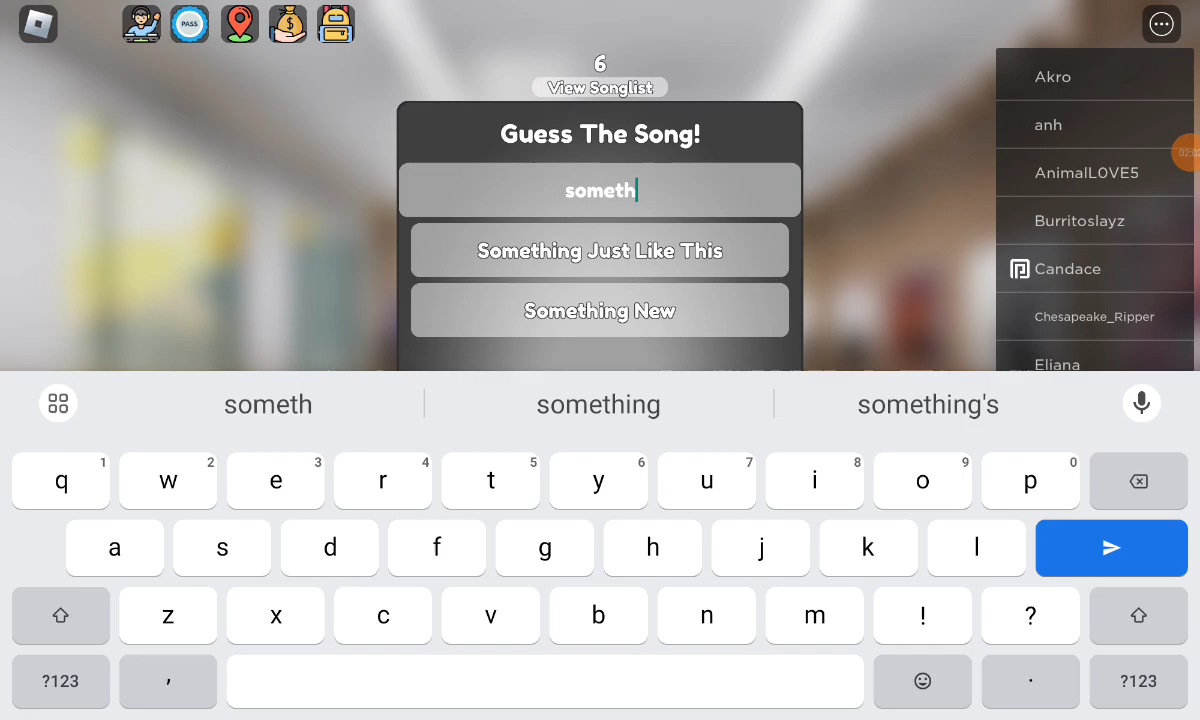 PASS
6
View Songlist
Guess The Song!
someth
Something Just Like This
Something New
Akro
anh
AnimalL0VE5
Burritoslayz
Candace
Chesapeake_Ripper
Eliana
someth something something's
q 1 w 2 e 3 r 4 t 5 y 6 u 7 i 8 o 9 p 0
a s d f g h j k l
z x c v b n m ! ?
?123 , . ?123